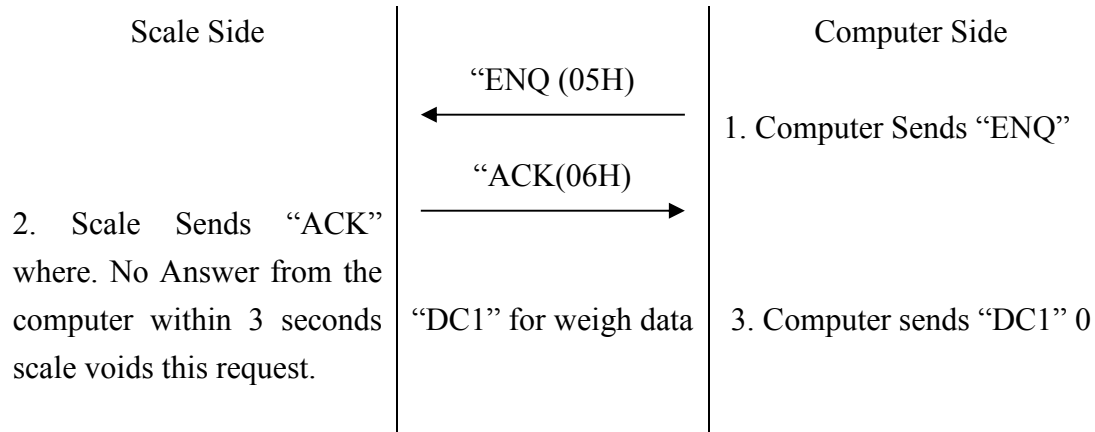 Scale Side
Computer Side
“ENQ (05H)
1. Computer Sends “ENQ”
“ACK(06H)
2. Scale Sends “ACK”
where. No Answer from the
computer within 3 seconds
scale voids this request.
“DC1” for weigh data
3. Computer sends “DC1” 0